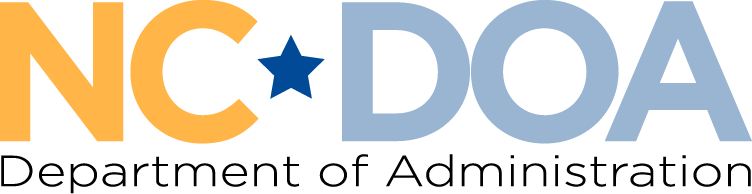 NC DOA
Department of Administration